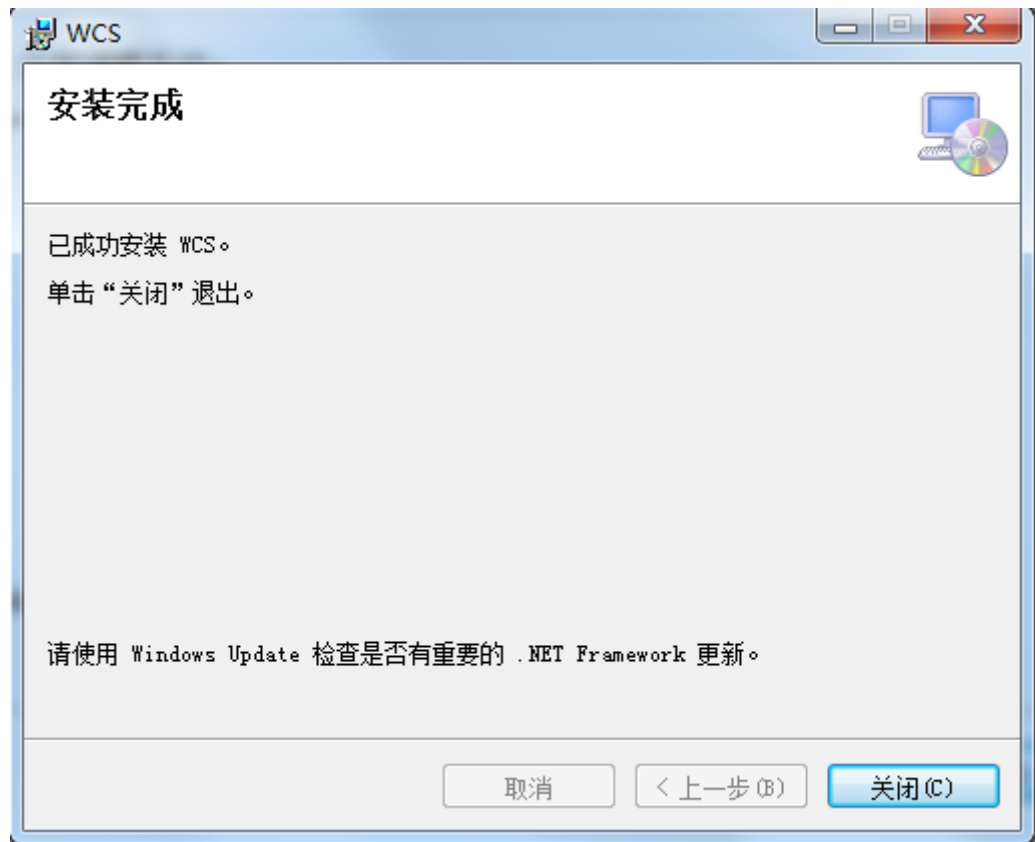 WCS
安装完成
已成功安装 WCS。
单击“关闭”退出。
请使用 Windows Update 检查是否有重要的 .NET Framework 更新。
取消
< 上一步(B)
关闭(C)